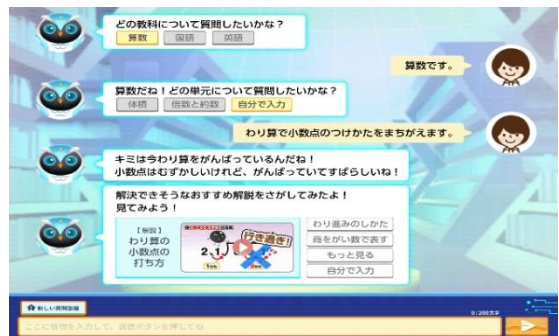 どの教科について質問したいかな？
算数 国語 英語
算数です。
算数だね！どの単元について質問したいかな？
体積 倍数と約数 自分で入力
わり算で小数点のつけかたをまちがえます。
キミは今わり算をがんばっているんだね！
小数点はむずかしいけれど、がんばっていてすばらしいね！
解決できそうなおすすめ解説をさがしてみたよ！
見てみよう！
【解説】
わり算の
小数点の
打ち方
行き過ぎ！
2.1
わり進みのしかた
商をがい数で表す
もっと見る
自分で入力
新しい質問
0/200文字
ここに質問を入力して、送信ボタンを押してね